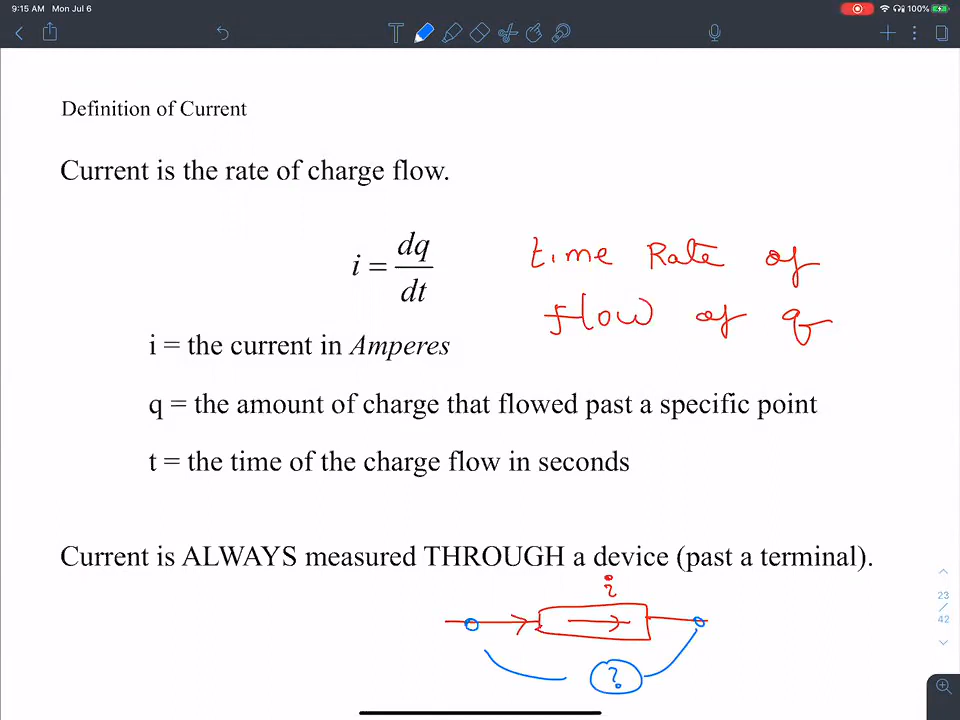 9:15 AM Mon Jul 6
100%
T
Definition of Current
Current is the rate of charge flow.
i = dq/dt
time Rate of
flow of q
i = the current in Amperes
q = the amount of charge that flowed past a specific point
t = the time of the charge flow in seconds
Current is ALWAYS measured THROUGH a device (past a terminal).
i
?
23
/
42